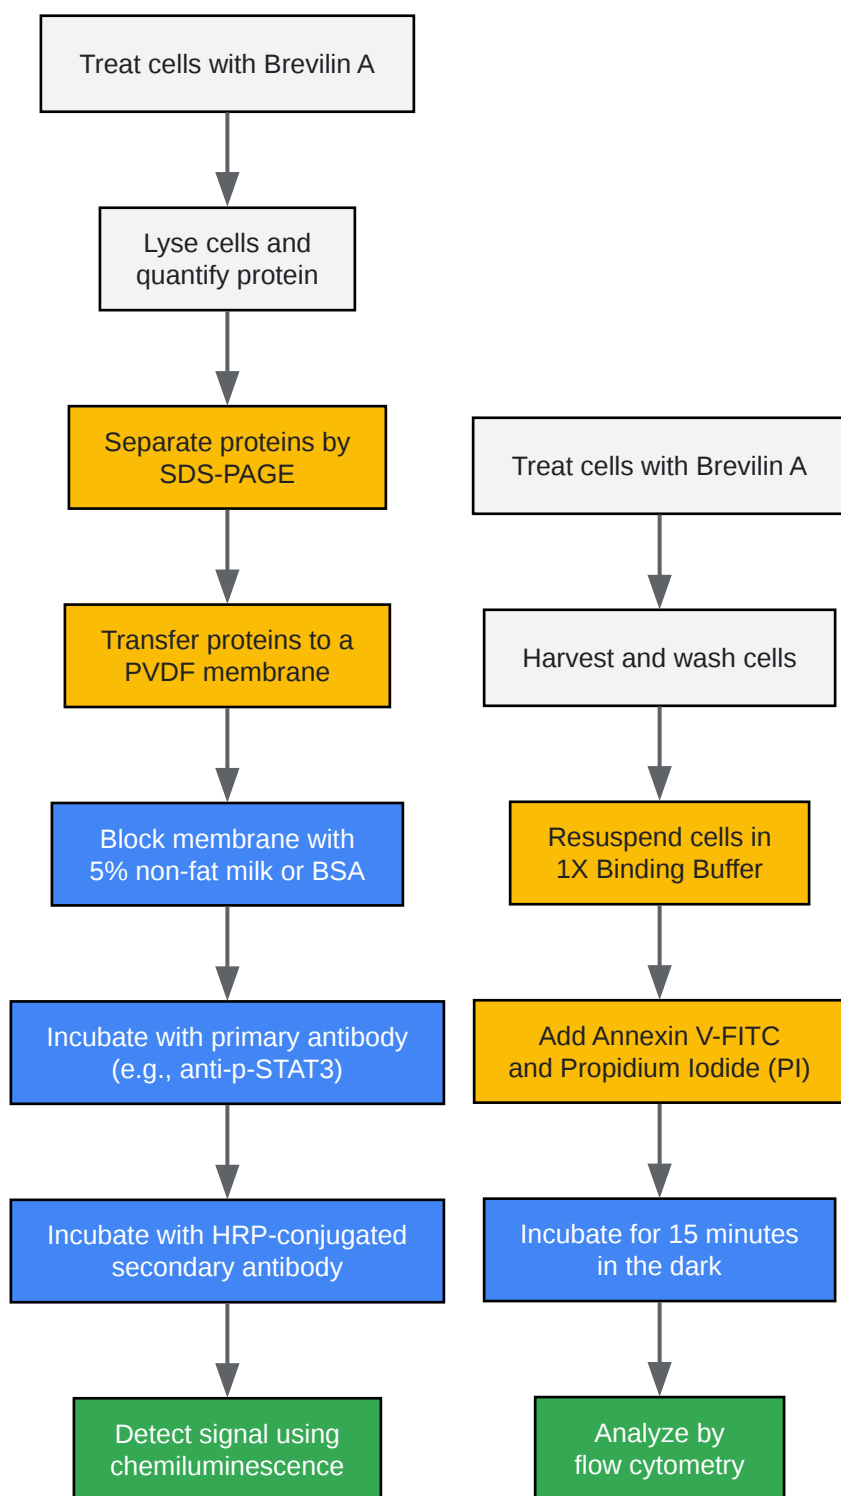 Treat cells with Brevilin A
Lyse cells and
quantify protein
Separate proteins by
SDS-PAGE
Transfer proteins to a
PVDF membrane
Block membrane with
5% non-fat milk or BSA
Incubate with primary antibody
(e.g., anti-p-STAT3)
Incubate with HRP-conjugated
secondary antibody
Detect signal using
chemiluminescence
Treat cells with Brevilin A
Harvest and wash cells
Resuspend cells in
1X Binding Buffer
Add Annexin V-FITC
and Propidium Iodide (PI)
Incubate for 15 minutes
in the dark
Analyze by
flow cytometry